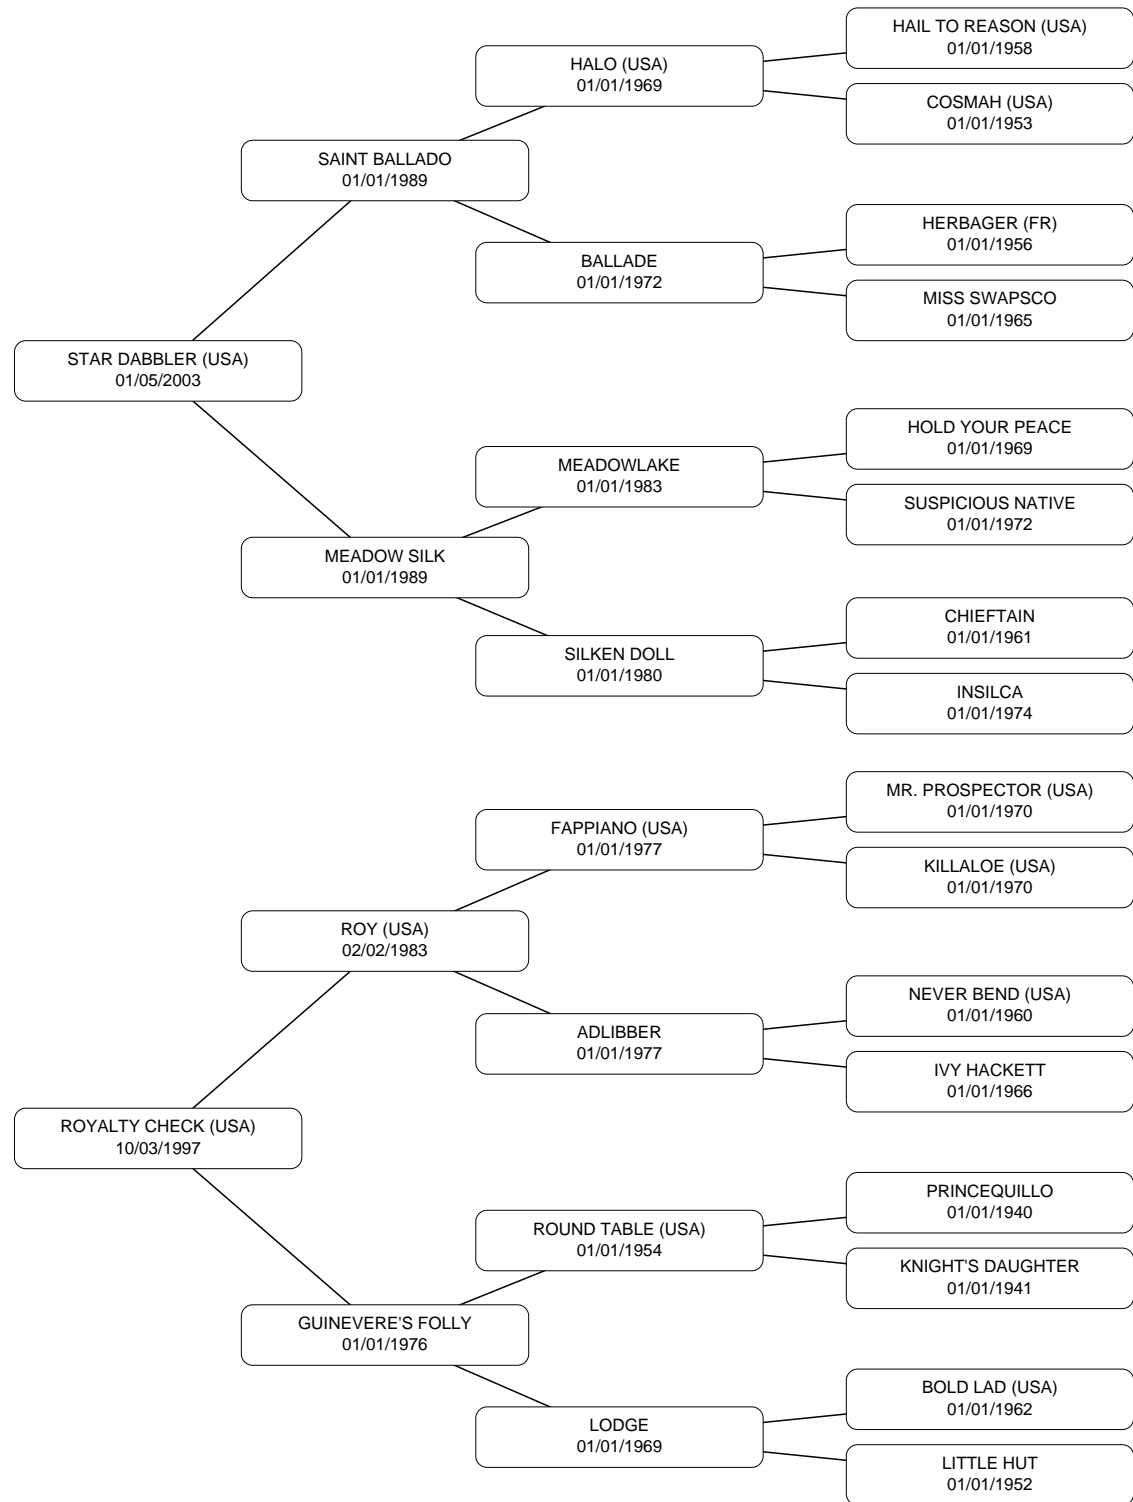 HAIL TO REASON (USA)
01/01/1958
HALO (USA)
01/01/1969
COSMAH (USA)
01/01/1953
SAINT BALLADO
01/01/1989
HERBAGER (FR)
01/01/1956
BALLADE
01/01/1972
MISS SWAPSCO
01/01/1965
STAR DABBLER (USA)
01/05/2003
HOLD YOUR PEACE
01/01/1969
MEADOWLAKE
01/01/1983
SUSPICIOUS NATIVE
01/01/1972
MEADOW SILK
01/01/1989
CHIEFTAIN
01/01/1961
SILKEN DOLL
01/01/1980
INSILCA
01/01/1974
MR. PROSPECTOR (USA)
01/01/1970
FAPPIANO (USA)
01/01/1977
KILLALOE (USA)
01/01/1970
ROY (USA)
02/02/1983
NEVER BEND (USA)
01/01/1960
ADLIBBER
01/01/1977
IVY HACKETT
01/01/1966
ROYALTY CHECK (USA)
10/03/1997
PRINCEQUILLO
01/01/1940
ROUND TABLE (USA)
01/01/1954
KNIGHT'S DAUGHTER
01/01/1941
GUINEVERE'S FOLLY
01/01/1976
BOLD LAD (USA)
01/01/1962
LODGE
01/01/1969
LITTLE HUT
01/01/1952